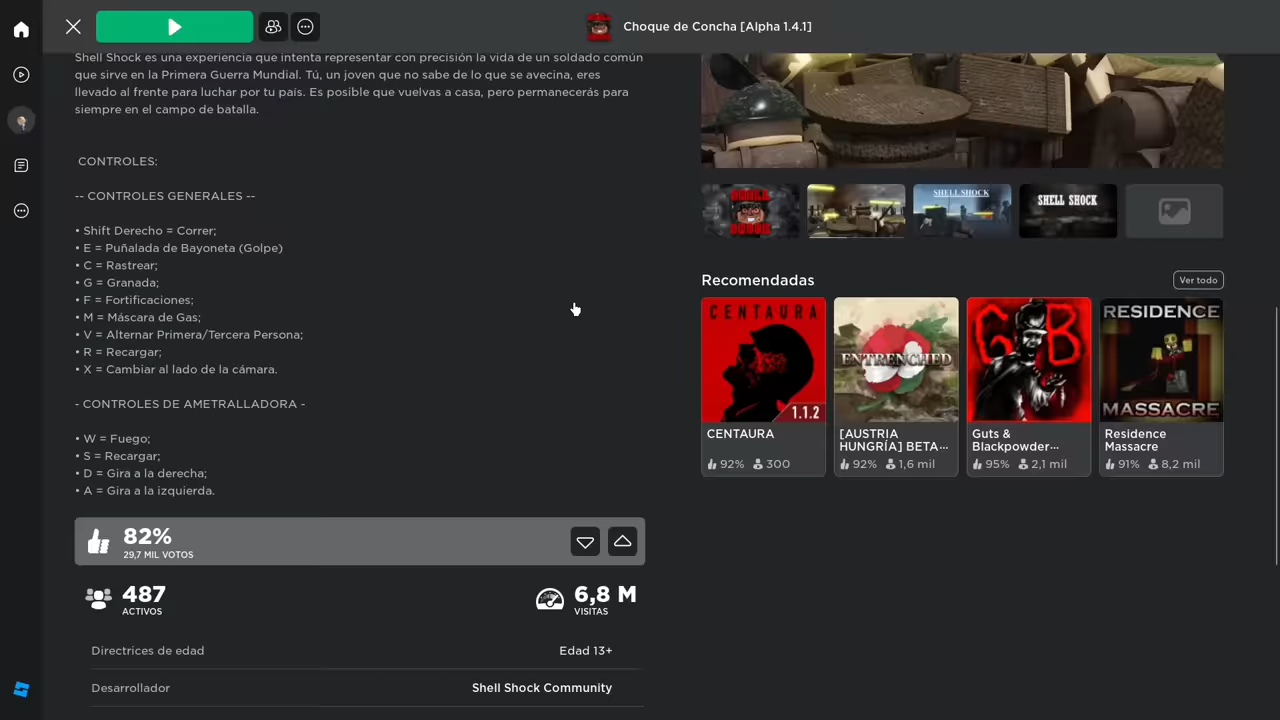 Choque de Concha [Alpha 1.4.1]
Shell Shock es una experiencia que intenta representar con precisión la vida de un soldado común
que sirve en la Primera Guerra Mundial. Tú, un joven que no sabe de lo que se avecina, eres
llevado al frente para luchar por tu país. Es posible que vuelvas a casa, pero permanecerás para
siempre en el campo de batalla.
CONTROLES:
-- CONTROLES GENERALES --
• Shift Derecho = Correr;
• E = Puñalada de Bayoneta (Golpe)
• C = Rastrear;
• G = Granada;
• F = Fortificaciones;
• M = Máscara de Gas;
• V = Alternar Primera/Tercera Persona;
• R = Recargar;
• X = Cambiar al lado de la cámara.
- CONTROLES DE AMETRALLADORA -
• W = Fuego;
• S = Recargar;
• D = Gira a la derecha;
• A = Gira a la izquierda.
82%
29,7 MIL VOTOS
487
ACTIVOS
6,8 M
VISITAS
Directrices de edad
Edad 13+
Desarrollador
Shell Shock Community
SHELL SHOCK
SHELL SHOCK
Recomendadas
Ver todo
CENTAURA
1.1.2
CENTAURA
92%
300
ENTRENCHED
[AUSTRIA
HUNGRÍA] BETA...
92%
1,6 mil
G B
Guts &
Blackpowder...
95%
2,1 mil
RESIDENCE
MASSACRE
Residence
Massacre
91%
8,2 mil